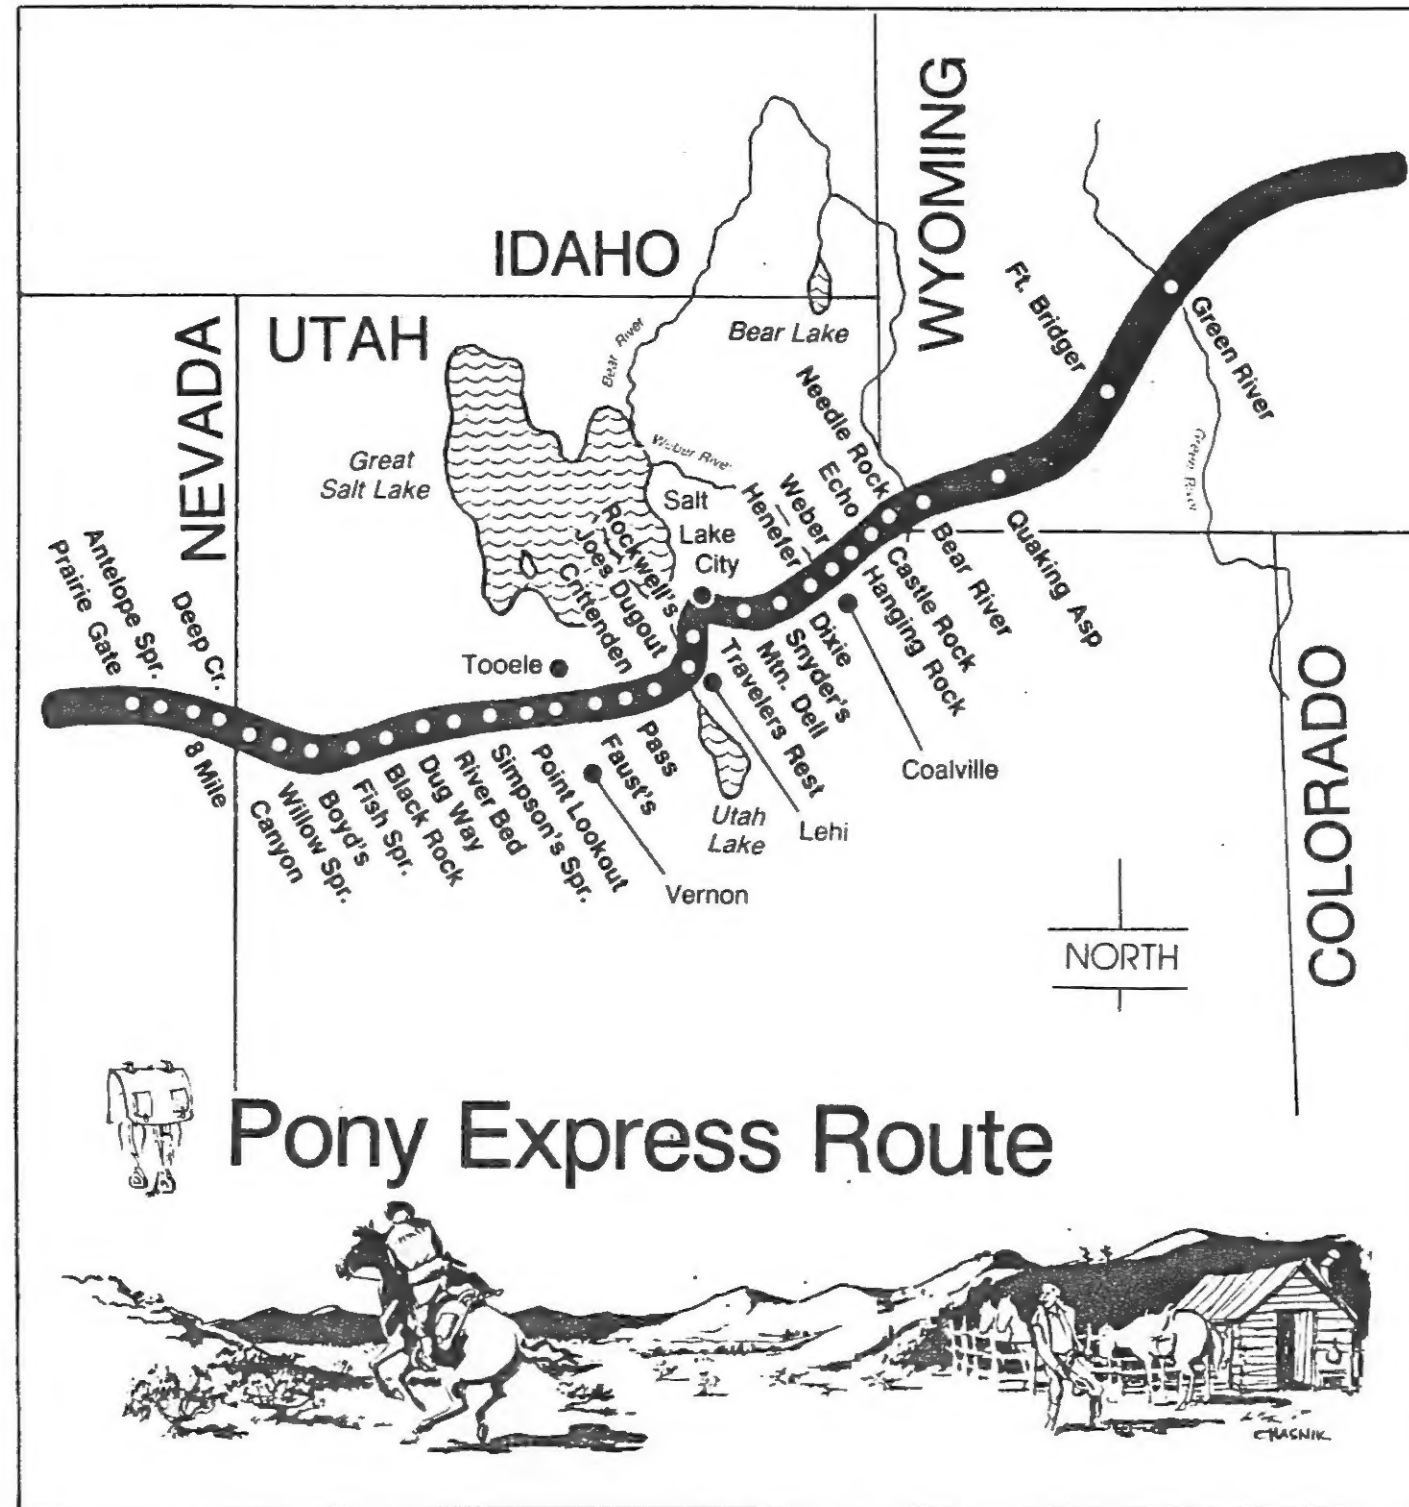 WYOMING
IDAHO
NEVADA
UTAH
Bear River
Bear Lake
Ft. Bridger
Green River
Green River
Great
Salt Lake
Weber River
Salt
Lake
City
Needle Rock
Echo
Weber
Henefer
Rockwell's
Joes Dugout
Crittenden
Antelope Spr.
Prairie Gate
Deep Cr.
Tooele
Quaking Asp
Bear River
Castle Rock
Hanging Rock
Dixie
Snyder's
Mtn. Dell
Travelers Rest
Coalville
COLORADO
8 Mile
Canyon
Willow Spr.
Boyd's
Fish Spr.
Black Rock
Dug Way
River Bed
Simpson's Spr.
Point Lookout
Faust's
Pass
Utah
Lake
Lehi
Vernon
NORTH
Pony Express Route
CHASNIK